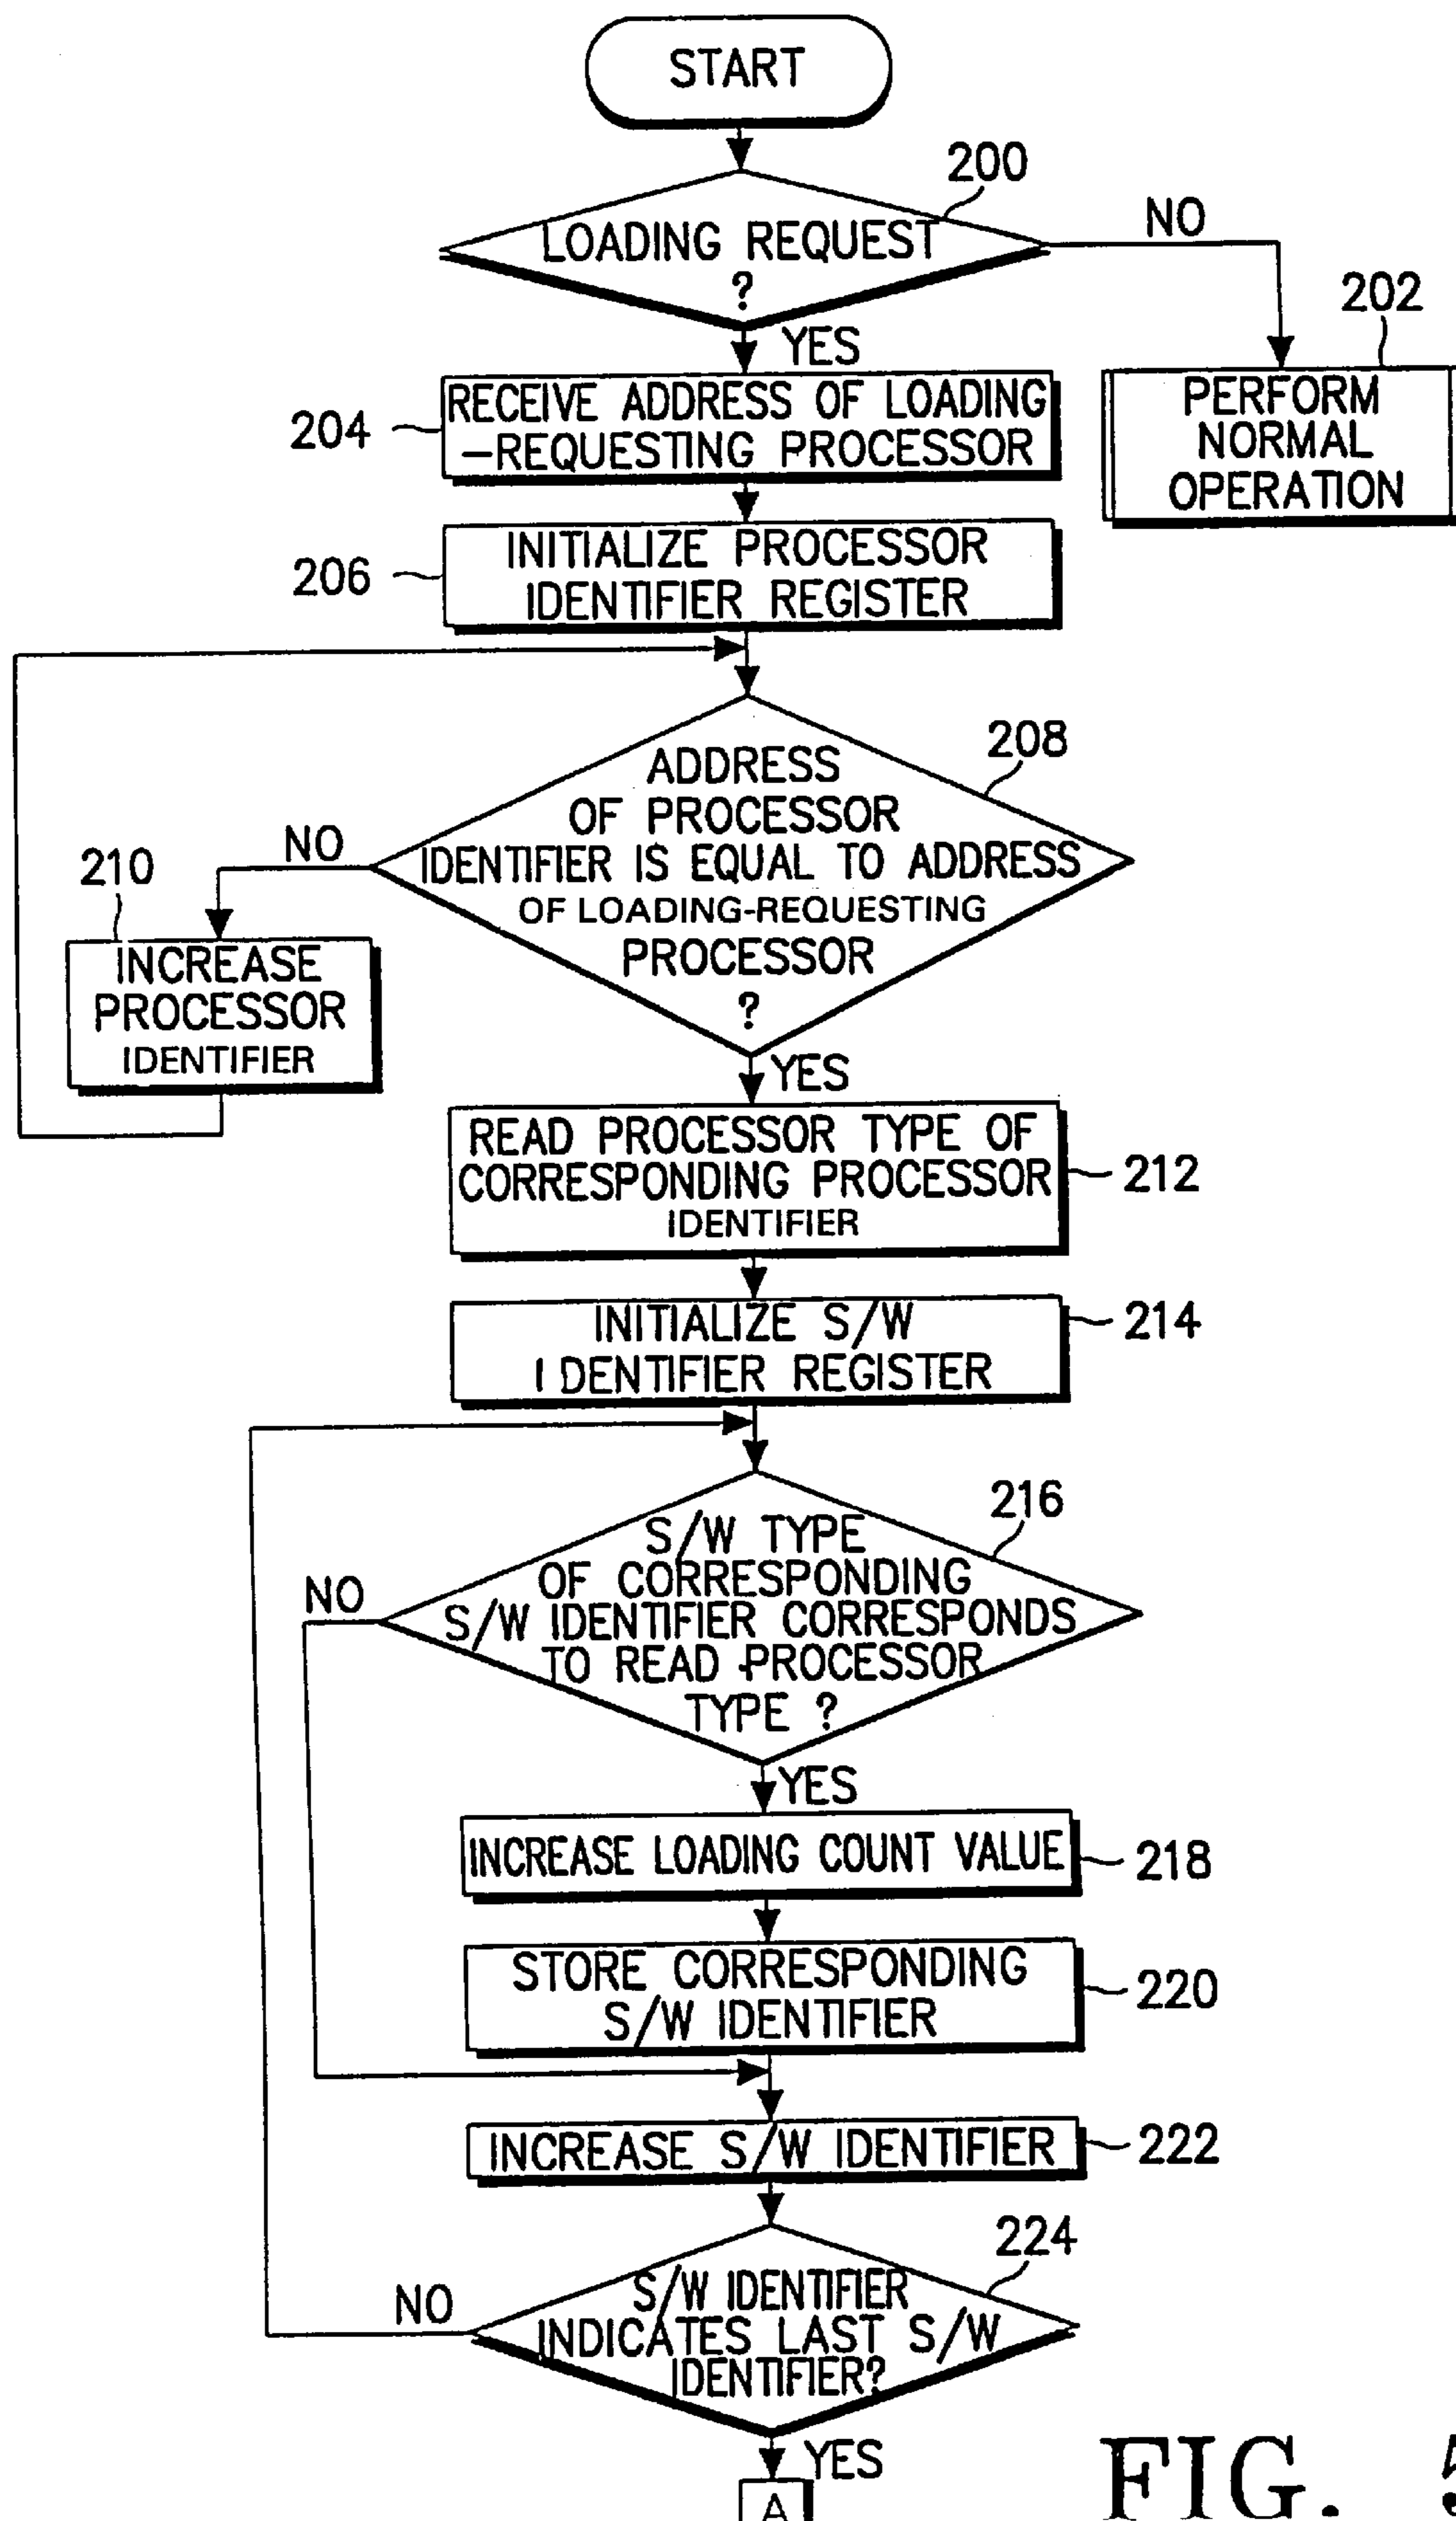 START
200
LOADING REQUEST
?
NO
YES
202
PERFORM
NORMAL
OPERATION
204
RECEIVE ADDRESS OF LOADING
-REQUESTING PROCESSOR
206
INITIALIZE PROCESSOR
IDENTIFIER REGISTER
208
ADDRESS
OF PROCESSOR
IDENTIFIER IS EQUAL TO ADDRESS
OF LOADING-REQUESTING
PROCESSOR
?
NO
210
INCREASE
PROCESSOR
IDENTIFIER
YES
READ PROCESSOR TYPE OF
CORRESPONDING PROCESSOR
IDENTIFIER
212
INITIALIZE S/W
IDENTIFIER REGISTER
214
216
S/W TYPE
OF CORRESPONDING
S/W IDENTIFIER CORRESPONDS
TO READ PROCESSOR
TYPE ?
NO
YES
INCREASE LOADING COUNT VALUE
218
STORE CORRESPONDING
S/W IDENTIFIER
220
INCREASE S/W IDENTIFIER
222
224
S/W IDENTIFIER
INDICATES LAST S/W
IDENTIFIER?
NO
YES
A
FIG. 5